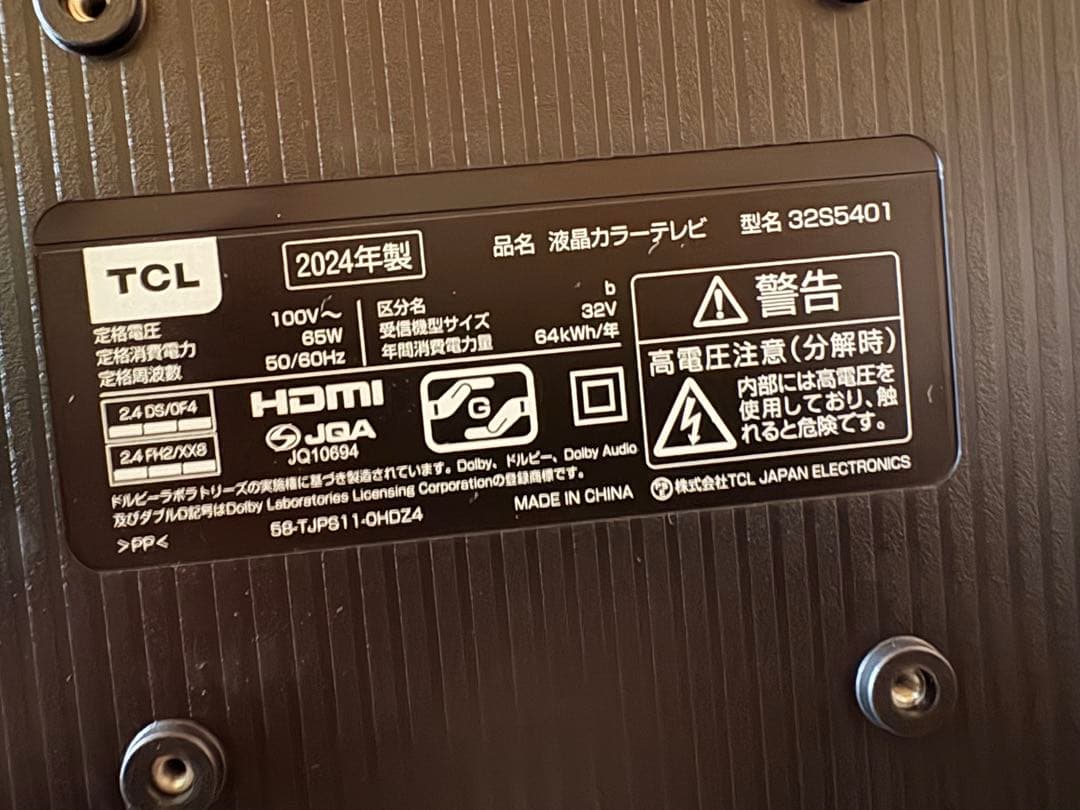 TCL
2024年製
品名 液晶カラーテレビ
型名 32S5401
定格電圧 100V～
定格消費電力 65W
定格周波数 50/60Hz
区分名 b
受信機型サイズ 32V
年間消費電力量 64kWh/年
警告
高電圧注意(分解時)
内部には高電圧を
使用しており、触
れると危険です。
2.4 DS/OF4
2.4 FH2/XX8
HDMI
JQA
JQ10694
G
ドルビーラボラトリーズの実施権に基づき製造されています。Dolby、ドルビー、Dolby Audio
及びダブルD記号はDolby Laboratories Licensing Corporationの登録商標です。
>PP<
58-TJPS11-0HDZ4
MADE IN CHINA
株式会社TCL JAPAN ELECTRONICS